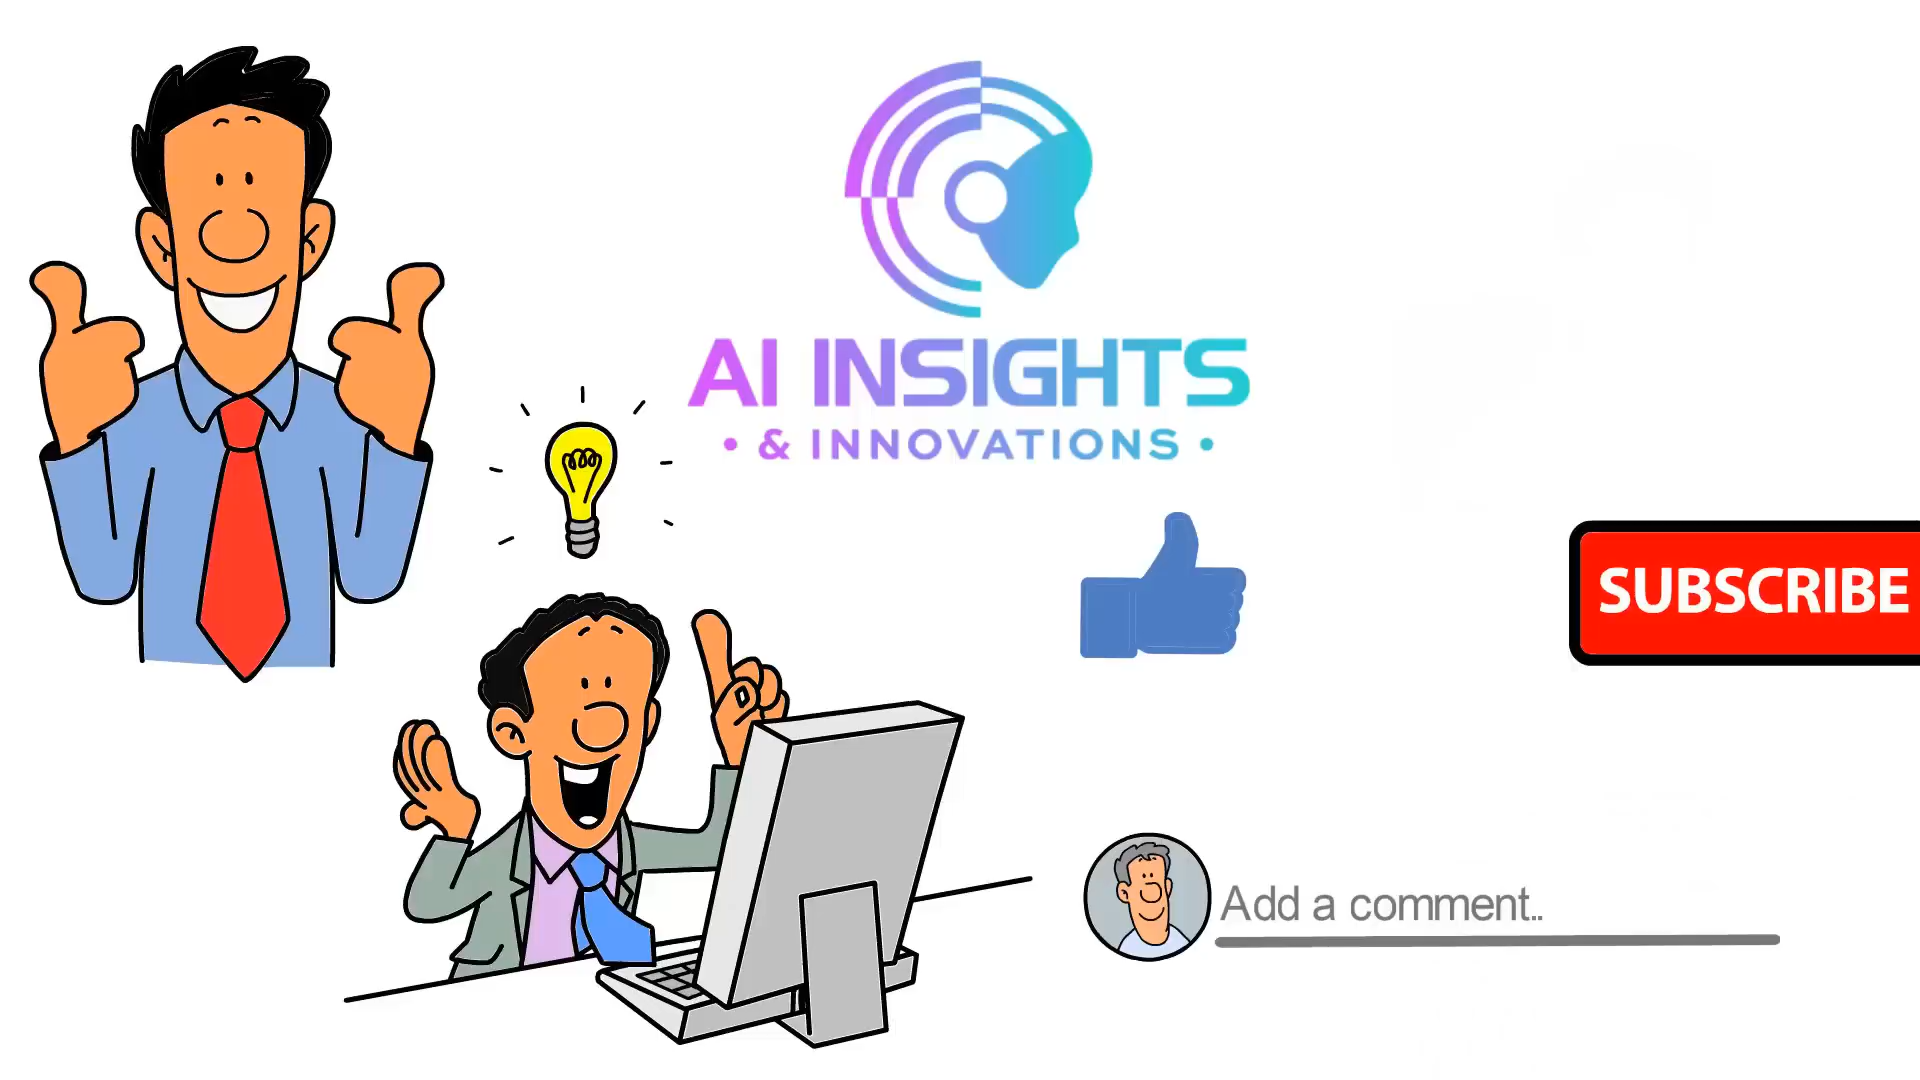 AI INSIGHTS
• & INNOVATIONS •
SUBSCRIBE
Add a comment..